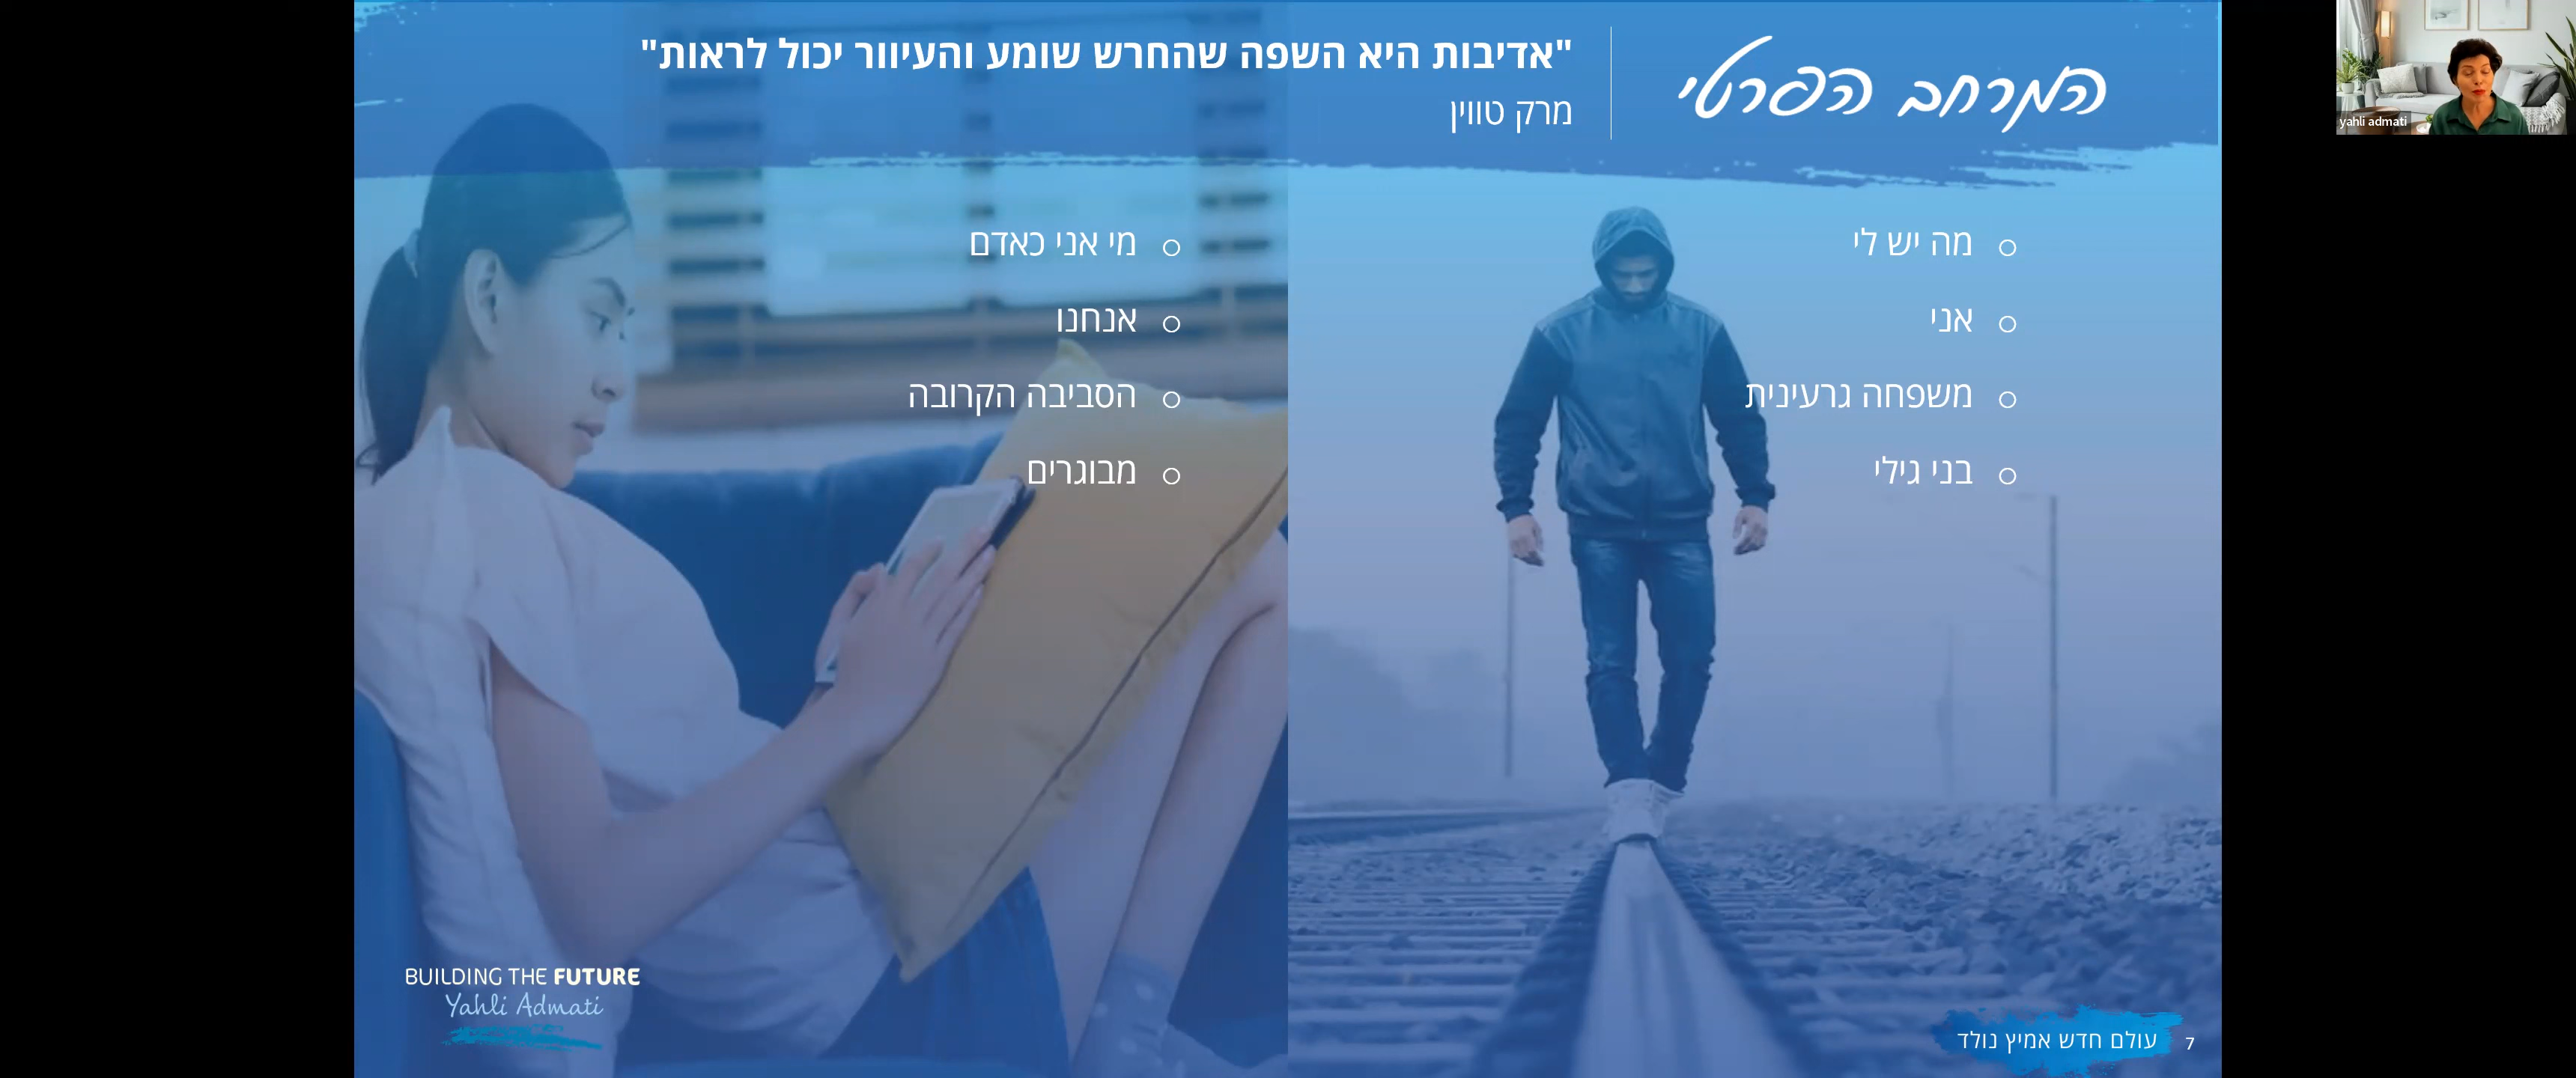 המרחב הפרטי
"אדיבות היא השפה שהחרש שומע והעיוור יכול לראות"
מרק טווין
מה יש לי
אני
משפחה גרעינית
בני גילי
מי אני כאדם
אנחנו
הסביבה הקרובה
מבוגרים
BUILDING THE FUTURE
Yahli Admati
עולם חדש אמיץ נולד
7
yahli admati